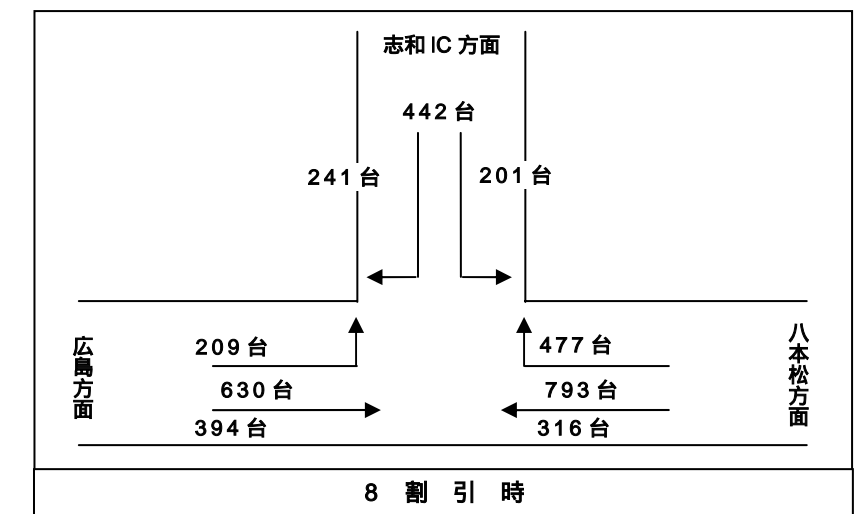 志和IC方面
442台
241台
201台
広島方面
209台
630台
394台
477台
793台
316台
八本松方面
8割引時